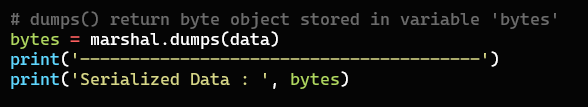 # dumps() return byte object stored in variable 'bytes'
bytes = marshal.dumps(data)
print('----------------------------------------')
print('Serialized Data : ', bytes)